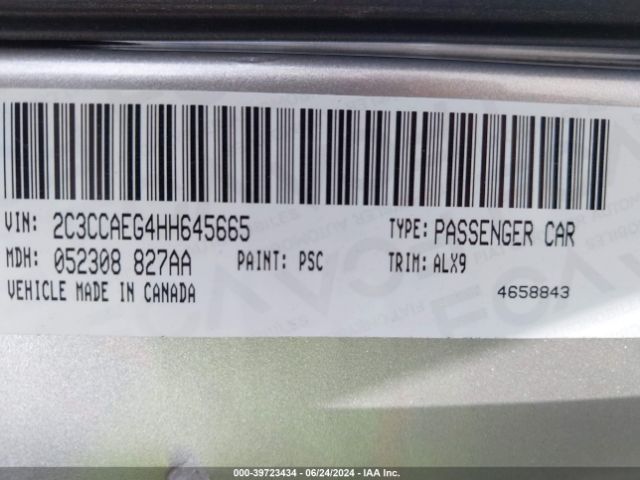 VIN: 2C3CCAEG4HH645665 TYPE: PASSENGER CAR
MDH: 052308 827AA PAINT: PSC TRIM: ALX9
VEHICLE MADE IN CANADA 4658843
000-39723434 - 06/24/2024 - IAA Inc.